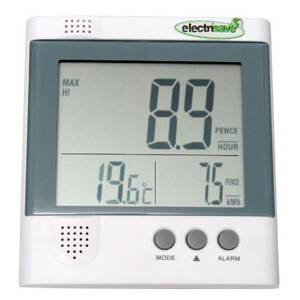 electrisave
MAX
HI
8.9
PENCE
HOUR
19.6°C
7.5
PENCE
kWh
MODE
ALARM